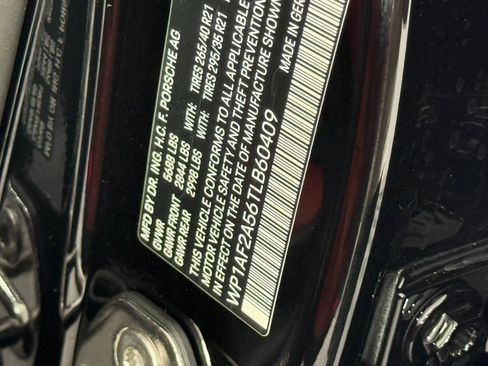 MFD BY DR. ING. H.C. F. PORSCHE AG
GVWR 5688 LBS
GAWR FRONT 2844 LBS WITH: TIRES 265/40 R21
GAWR REAR 2998 LBS WITH: TIRES 295/35 R21
THIS VEHICLE CONFORMS TO ALL APPLICABLE
MOTOR VEHICLE SAFETY AND THEFT PREVENTION
IN EFFECT ON THE DATE OF MANUFACTURE SHOWN
WP1AF2A56TLB60409
MADE IN GER